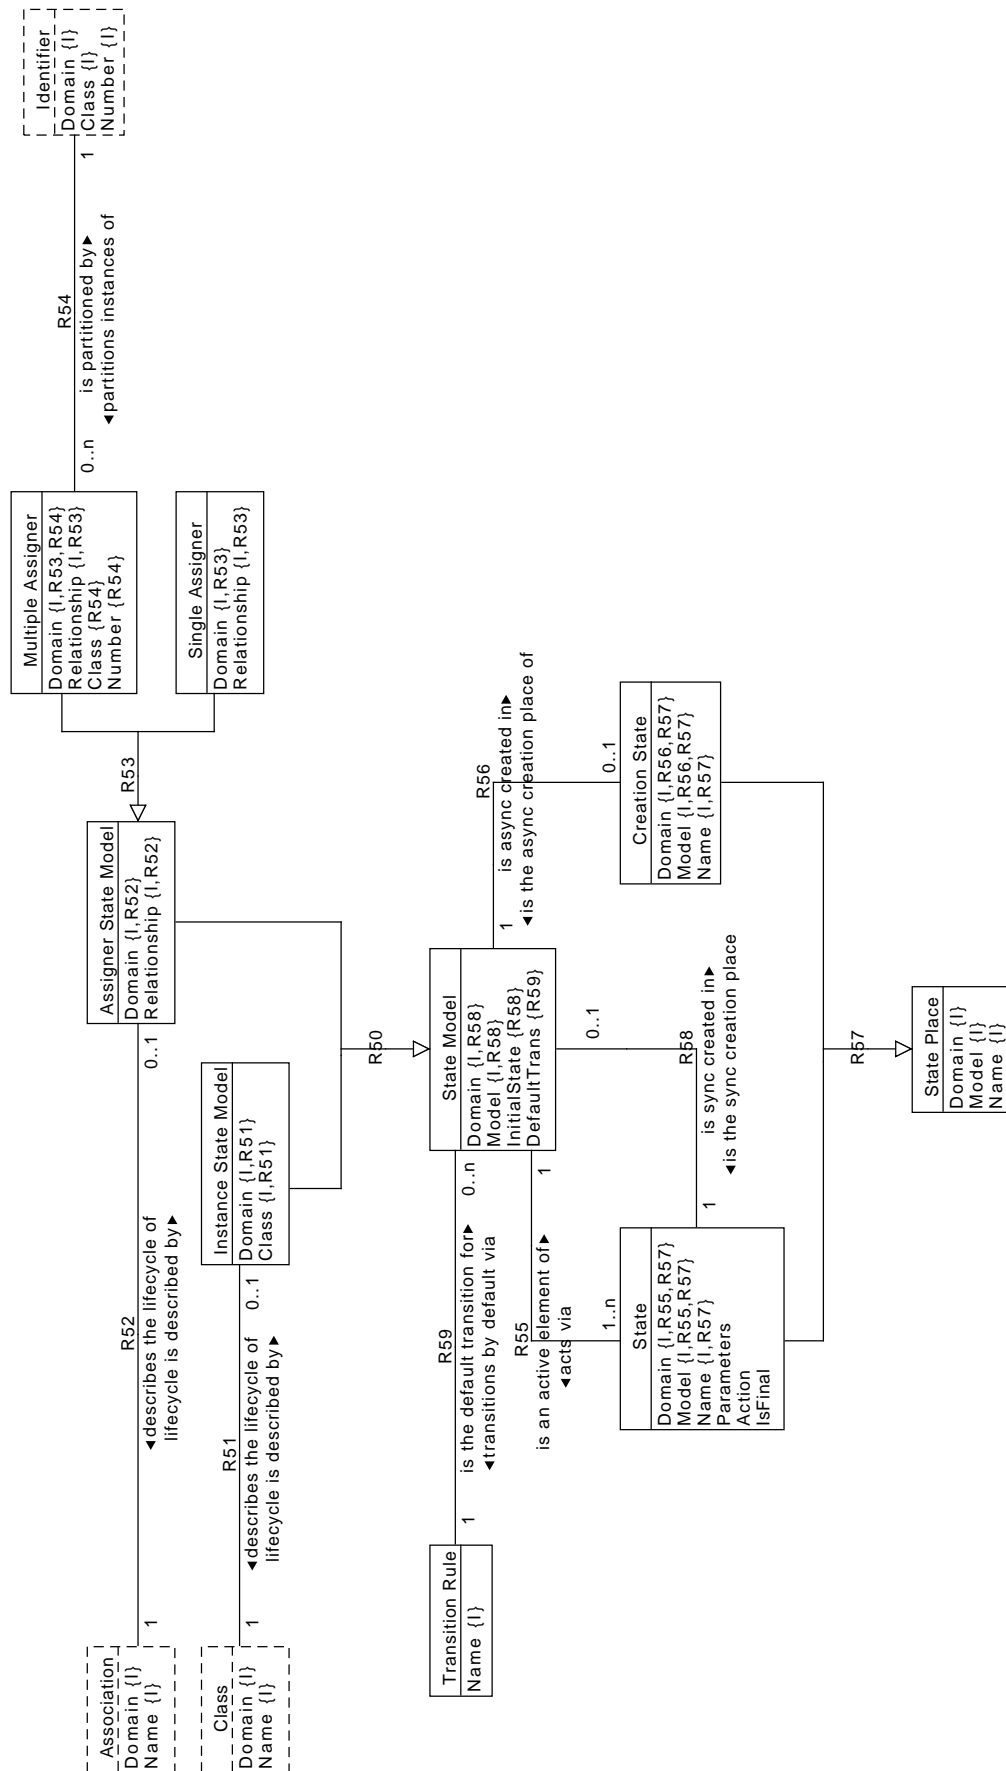 Association
Domain {I}
Name {I}
1
R52
◄describes the lifecycle of
lifecycle is described by►
0..1
Assigner State Model
Domain {I,R52}
Relationship {I,R52}
R53
Multiple Assigner
Domain {I,R53,R54}
Relationship {I,R53}
Class {R54}
Number {R54}
Single Assigner
Domain {I,R53}
Relationship {I,R53}
0..n
R54
is partitioned by►
◄partitions instances of
1
Identifier
Domain {I}
Class {I}
Number {I}
Class
Domain {I}
Name {I}
1
R51
◄describes the lifecycle of
lifecycle is described by►
0..1
Instance State Model
Domain {I,R51}
Class {I,R51}
R50
Transition Rule
Name {I}
1
R59
is the default transition for►
◄transitions by default via
0..n
State Model
Domain {I,R58}
Model {I,R58}
InitialState {R58}
DefaultTrans {R59}
1
R56
is async created in►
◄is the async creation place of
0..1
R55
is an active element of►
◄acts via
1
1..n
0..1
R58
is sync created in►
◄is the sync creation place
1
State
Domain {I,R55,R57}
Model {I,R55,R57}
Name {I,R57}
Parameters
Action
IsFinal
Creation State
Domain {I,R56,R57}
Model {I,R56,R57}
Name {I,R57}
R57
State Place
Domain {I}
Model {I}
Name {I}